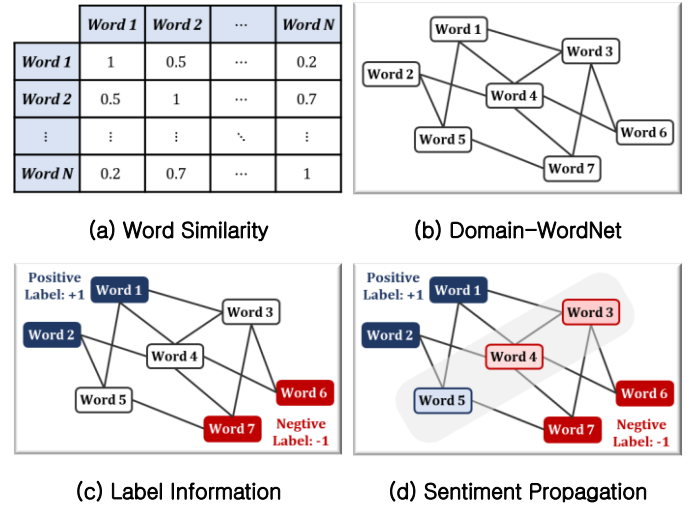 Word 1 Word 2 ⋯ Word N
Word 1 1 0.5 ⋯ 0.2
Word 2 0.5 1 ⋯ 0.7
⋮ ⋮ ⋮ ⋱ ⋮
Word N 0.2 0.7 ⋯ 1
(a) Word Similarity
Word 1
Word 3
Word 2
Word 4
Word 5
Word 6
Word 7
(b) Domain-WordNet
Positive
Label: +1
Word 1
Word 3
Word 2
Word 4
Word 5
Word 6
Word 7
Negtive
Label: -1
(c) Label Information
Positive
Label: +1
Word 1
Word 3
Word 2
Word 4
Word 5
Word 6
Word 7
Negtive
Label: -1
(d) Sentiment Propagation